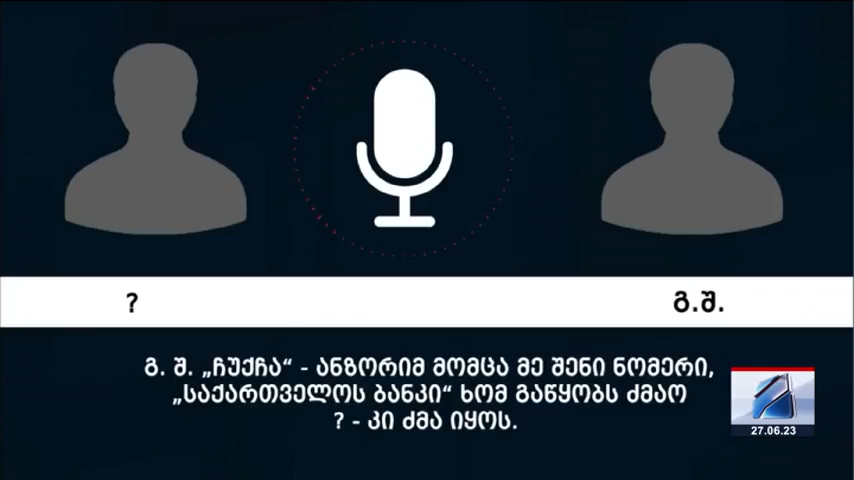 ?
გ.შ.
გ. შ. „ჩუქჩა“ - ანზორიმ მომცა მე შენი ნომერი,
„საქართველოს ბანკი“ ხომ გაწყობს ძმაო
? - კი ძმა იყოს.
27.06.23